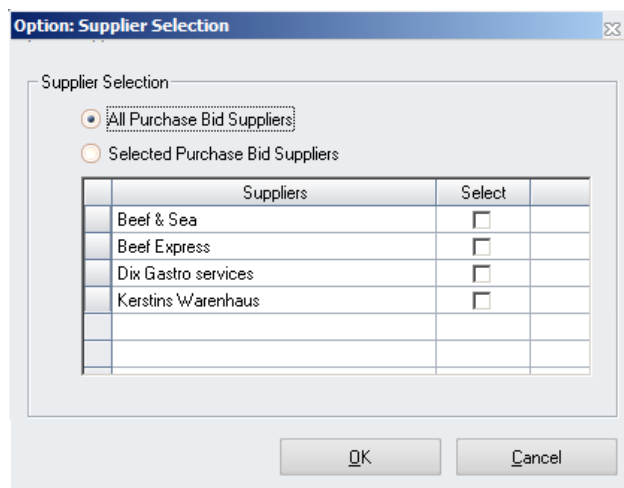 Option: Supplier Selection
Supplier Selection
All Purchase Bid Suppliers
Selected Purchase Bid Suppliers
Suppliers Select
Beef & Sea
Beef Express
Dix Gastro services
Kerstins Warenhaus
OK Cancel